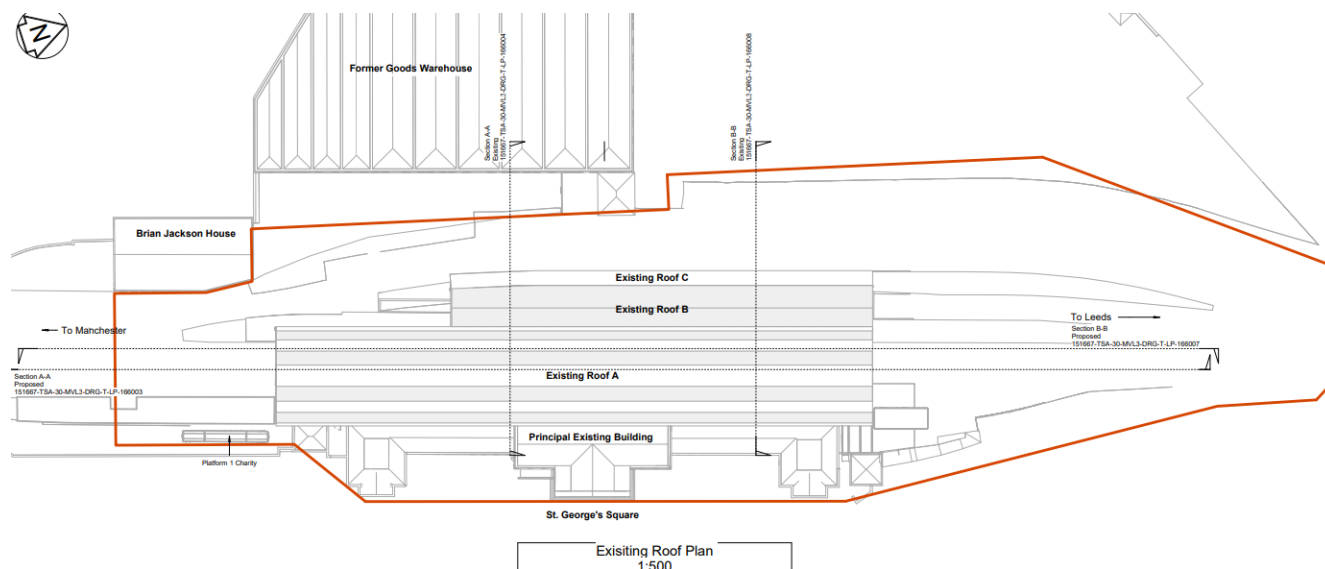 N
Former Goods Warehouse
Section A-A
Existing
151667-TSA-30-MVL3-DRG-T-LP-166004
Section B-B
Existing
151667-TSA-30-MVL3-DRG-T-LP-166008
Brian Jackson House
Existing Roof C
Existing Roof B
To Manchester
To Leeds
Section B-B
Proposed
151667-TSA-30-MVL3-DRG-T-LP-166007
Section A-A
Proposed
151667-TSA-30-MVL3-DRG-T-LP-166003
Existing Roof A
Principal Existing Building
Platform 1 Charity
St. George's Square
Exisiting Roof Plan
1:500